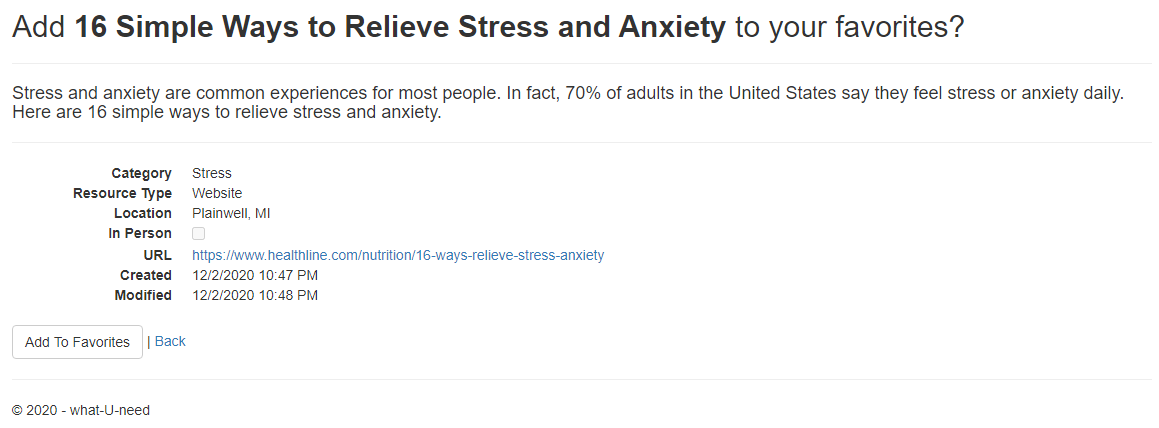 Add 16 Simple Ways to Relieve Stress and Anxiety to your favorites?
Stress and anxiety are common experiences for most people. In fact, 70% of adults in the United States say they feel stress or anxiety daily.
Here are 16 simple ways to relieve stress and anxiety.
Category Stress
Resource Type Website
Location Plainwell, MI
In Person
URL https://www.healthline.com/nutrition/16-ways-relieve-stress-anxiety
Created 12/2/2020 10:47 PM
Modified 12/2/2020 10:48 PM
Add To Favorites | Back
© 2020 - what-U-need